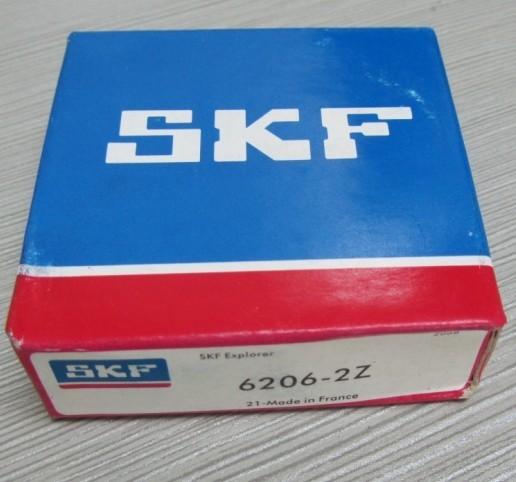 SKF
SKF Explorer
SKF
6206-2Z
21-Made in France